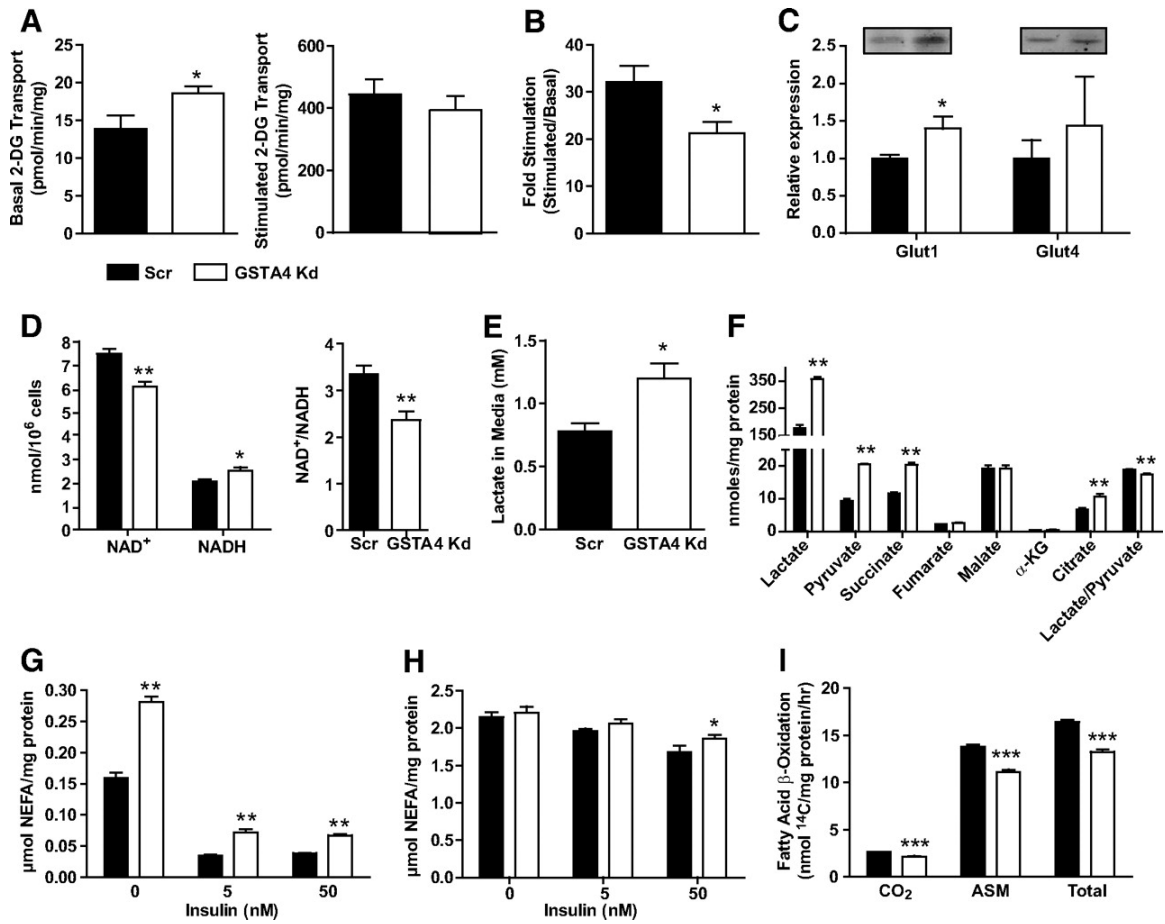 A
Basal 2-DG Transport
(pmol/min/mg)
25
20
15
10
5
0
*
Stimulated 2-DG Transport
(pmol/min/mg)
600
400
200
0
Scr
GSTA4 Kd
B
Fold Stimulation
(Stimulated/Basal)
40
30
20
10
0
*
C
Relative expression
2.5
2.0
1.5
1.0
0.5
0.0
*
Glut1
Glut4
D
nmol/10⁶ cells
8
7
6
5
4
3
2
1
0
**
*
NAD⁺
NADH
NAD⁺/NADH
4
3
2
1
0
**
Scr
GSTA4 Kd
E
Lactate in Media (mM)
1.5
1.0
0.5
0.0
*
Scr
GSTA4 Kd
F
nmoles/mg protein
350
250
150
20
10
0
**
**
**
**
**
Lactate
Pyruvate
Succinate
Fumarate
Malate
α-KG
Citrate
Lactate/Pyruvate
G
µmol NEFA/mg protein
0.30
0.25
0.20
0.15
0.10
0.05
0.00
**
**
**
0
5
50
Insulin (nM)
H
µmol NEFA/mg protein
2.5
2.0
1.5
1.0
0.5
0.0
*
0
5
50
Insulin (nM)
I
Fatty Acid β-Oxidation
(nmol ¹⁴C/mg protein/hr)
20
15
10
5
0
***
***
***
CO₂
ASM
Total